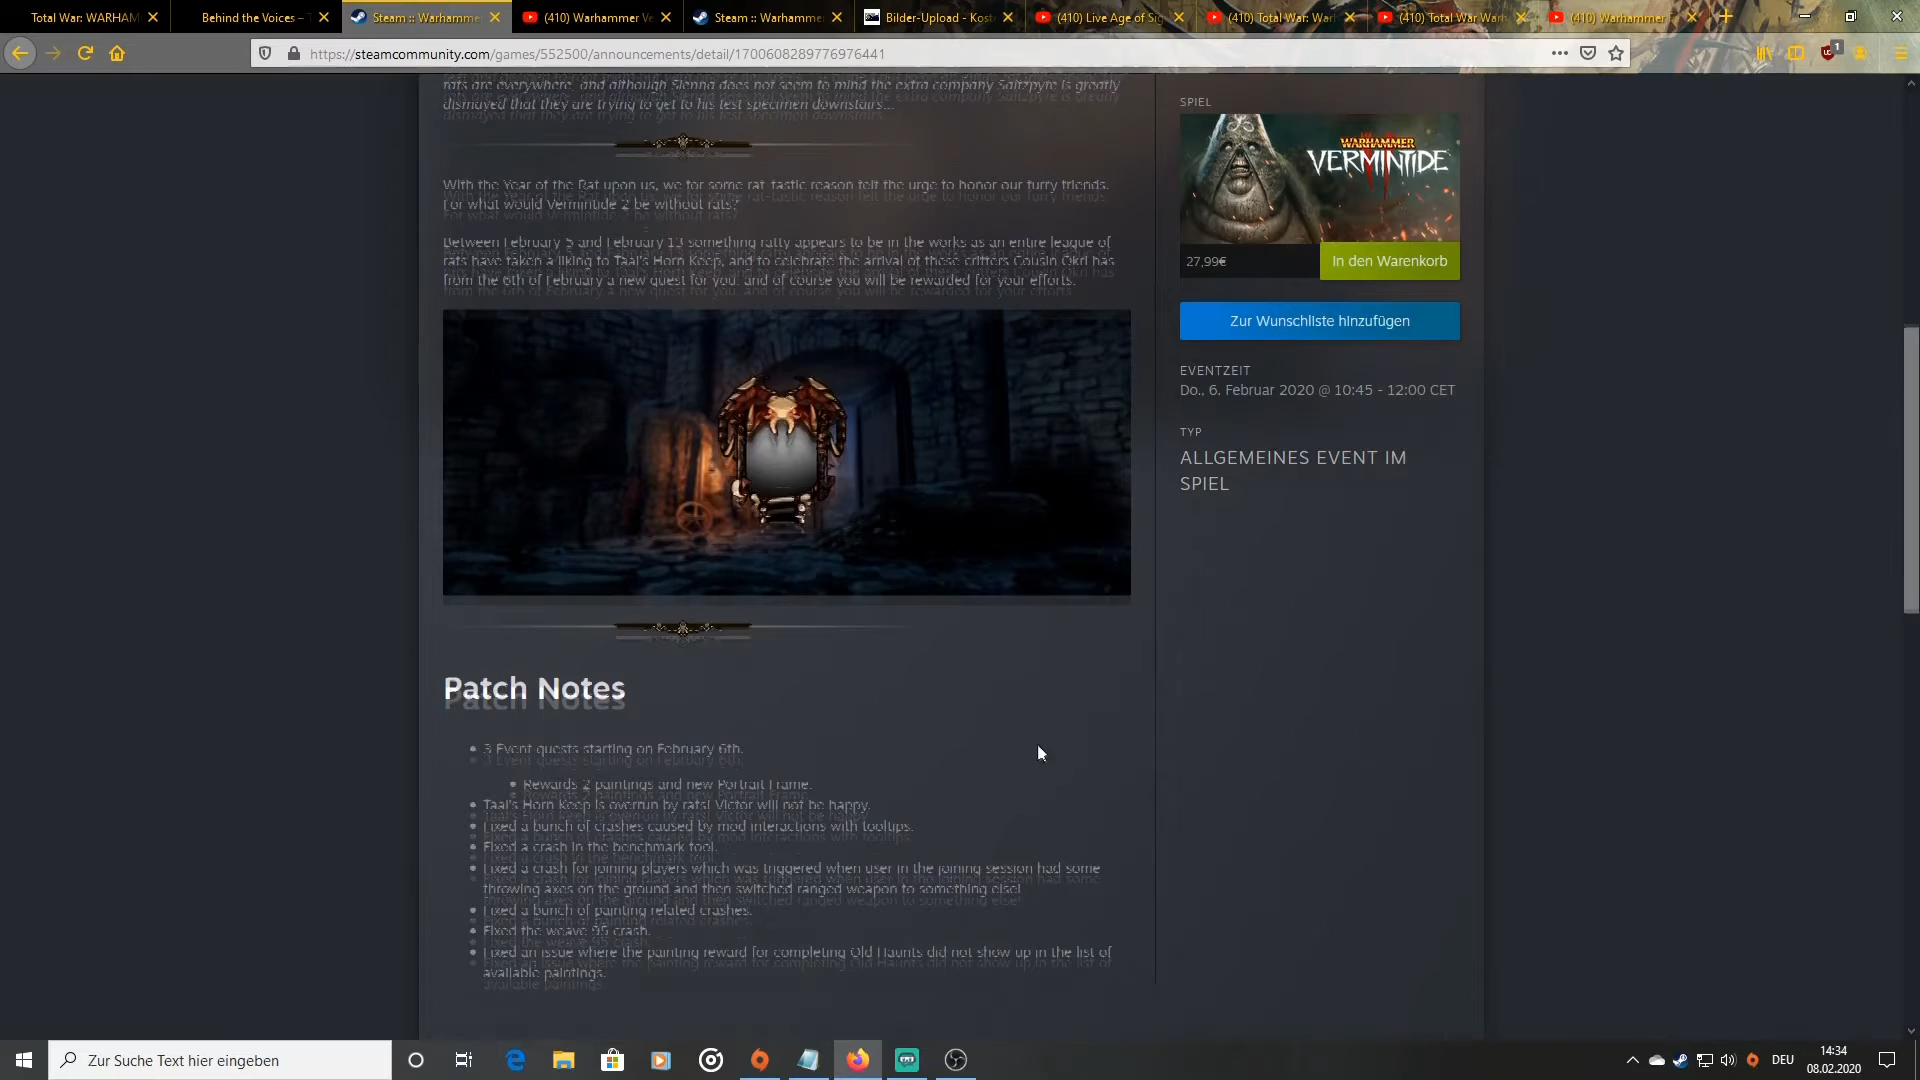 Total War: WARHAM
Behind the Voices – T
Steam :: Warhamme
(410) Warhammer Ve
Steam :: Warhamme
Bilder-Upload - Kost
(410) Live Age of Sig
(410) Total War: War
(410) Total War Warh
(410) Warhammer
https://steamcommunity.com/games/552500/announcements/detail/1700608289776976441
1
rats are everywhere, and although Sienna does not seem to mind the extra company Saltzpyre is greatly
dismayed that they are trying to get to his test specimen downstairs...
With the Year of the Rat upon us, we for some rat-tastic reason felt the urge to honor our furry friends.
For what would Vermintide 2 be without rats?
Between February 5 and February 13 something ratty appears to be in the works as an entire league of
rats have taken a liking to Taal's Horn Keep, and to celebrate the arrival of these critters Cousin Okri has
from the 6th of February a new quest for you, and of course you will be rewarded for your efforts.
Patch Notes
• 3 Event quests starting on February 6th.
• Rewards 2 paintings and new Portrait Frame.
• Taal's Horn Keep is overrun by rats! Victor will not be happy.
• Fixed a bunch of crashes caused by mod interactions with tooltips.
• Fixed a crash in the benchmark tool.
• Fixed a crash for joining players which was triggered when user in the joining session had some
throwing axes on the ground and then switched ranged weapon to something else!
• Fixed a bunch of painting related crashes.
• Fixed the weave 95 crash.
• Fixed an issue where the painting reward for completing Old Haunts did not show up in the list of
available paintings.
SPIEL
WARHAMMER
VERMINTIDE
27,99€
In den Warenkorb
Zur Wunschliste hinzufügen
EVENTZEIT
Do., 6. Februar 2020 @ 10:45 - 12:00 CET
TYP
ALLGEMEINES EVENT IM
SPIEL
Zur Suche Text hier eingeben
DEU
14:34
08.02.2020